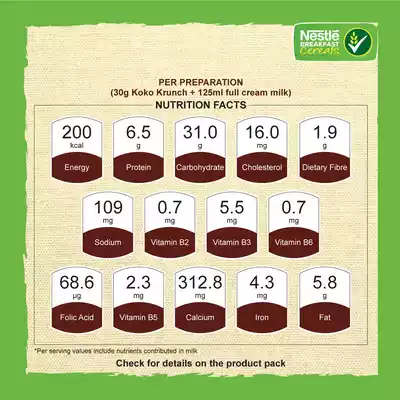 Nestlé
BREAKFAST
Cereals
PER PREPARATION
(30g Koko Krunch + 125ml full cream milk)
NUTRITION FACTS
200 6.5 31.0 16.0 1.9
kcal g g mg g
Energy Protein Carbohydrate Cholesterol Dietary Fibre
109 0.7 5.5 0.7
mg mg mg mg
Sodium Vitamin B2 Vitamin B3 Vitamin B6
68.6 2.3 312.8 4.3 5.8
µg mg mg mg g
Folic Acid Vitamin B5 Calcium Iron Fat
*Per serving values include nutrients contributed in milk
Check for details on the product pack